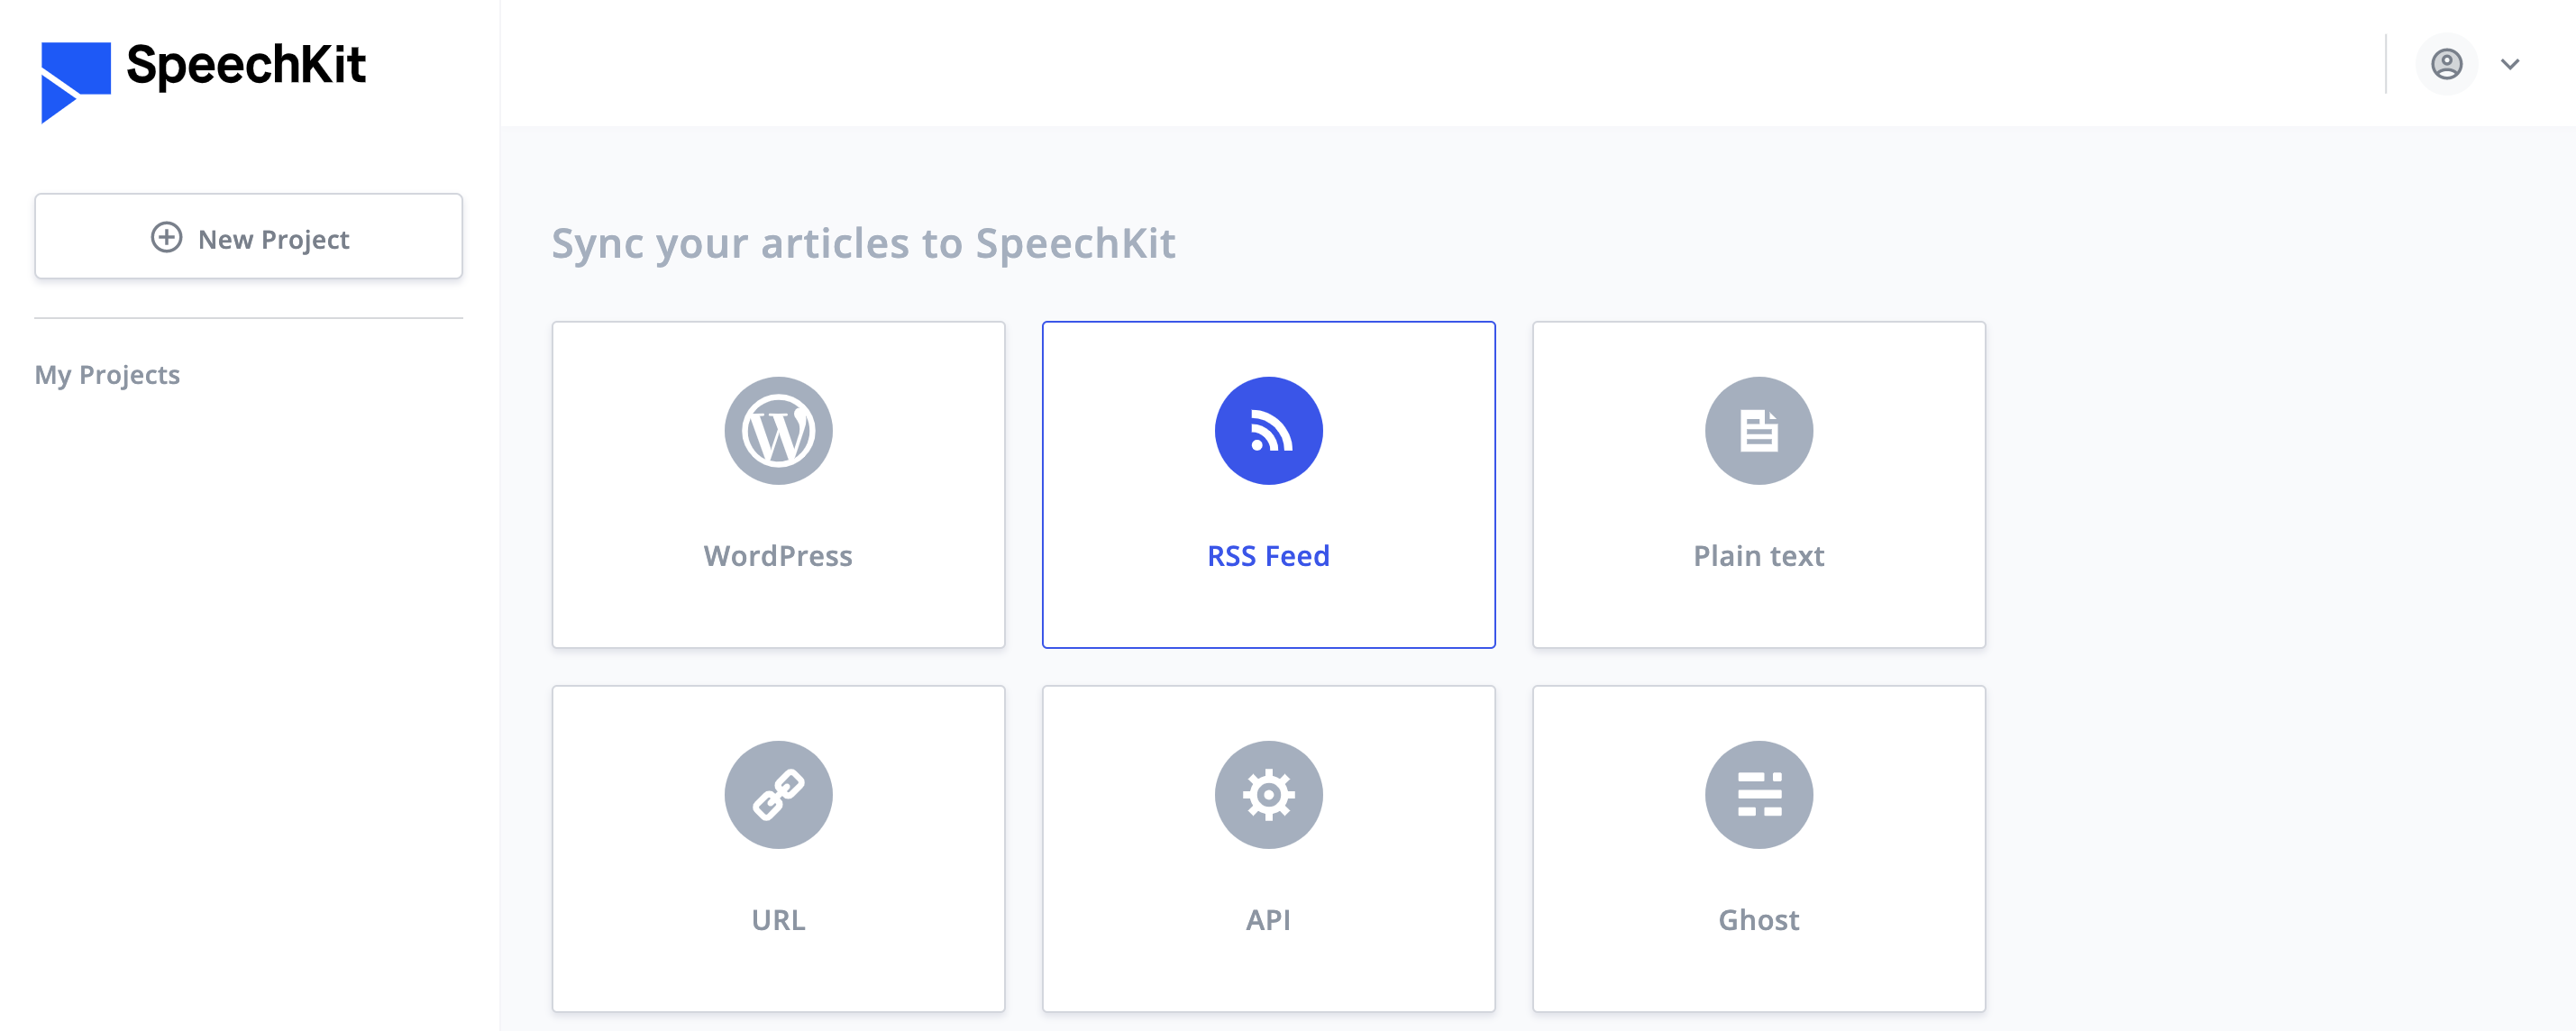 SpeechKit
New Project
My Projects
Sync your articles to SpeechKit
WordPress
RSS Feed
Plain text
URL
API
Ghost